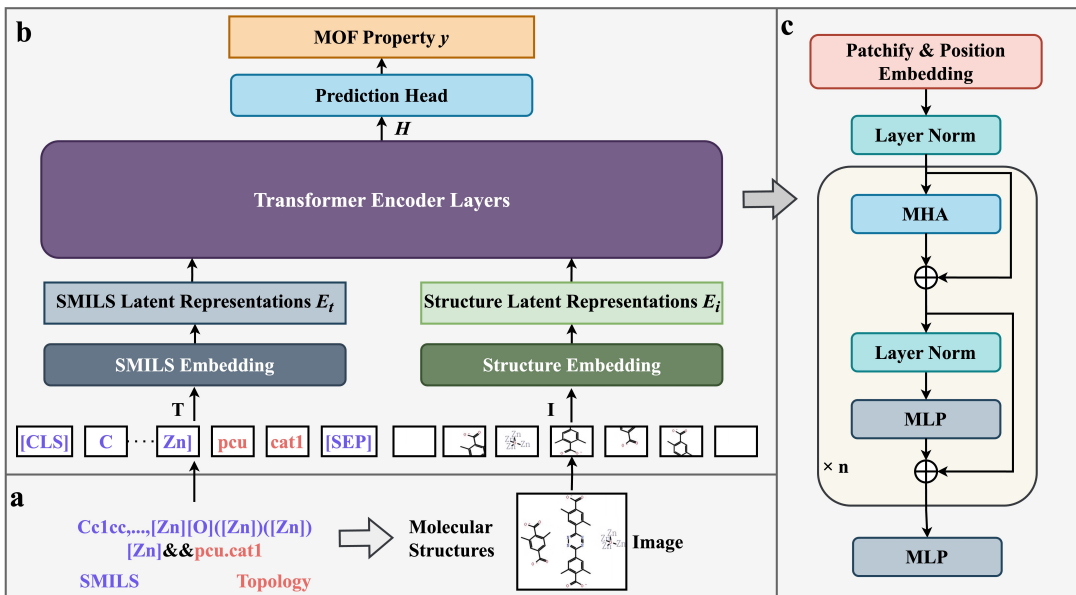 b
MOF Property y
Prediction Head
H
Transformer Encoder Layers
SMILS Latent Representations Et
Structure Latent Representations Ei
SMILS Embedding
Structure Embedding
T
I
[CLS] C ···· Zn] pcu cat1 [SEP]
a
Cc1cc,...,[Zn][O]([Zn])([Zn])
[Zn]&&pcu.cat1
SMILS
Topology
Molecular
Structures
Image
c
Patchify & Position
Embedding
Layer Norm
MHA
Layer Norm
MLP
× n
MLP